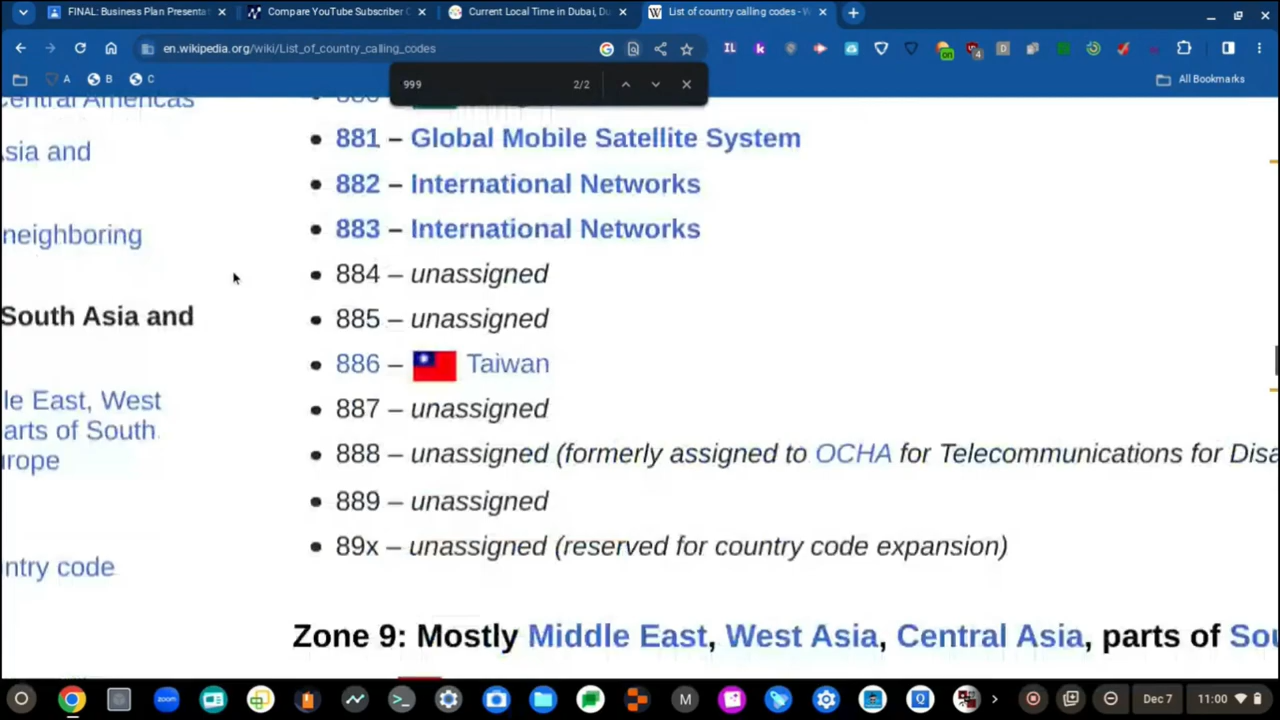 FINAL: Business Plan Presenta
Compare YouTube Subscriber C
Current Local Time in Dubai, Du
List of country calling codes -
en.wikipedia.org/wiki/List_of_country_calling_codes
A
B
C
All Bookmarks
999
2/2
Central Americas
sia and
neighboring
South Asia and
le East, West
arts of South
urope
ntry code
881 – Global Mobile Satellite System
882 – International Networks
883 – International Networks
884 – unassigned
885 – unassigned
886 – Taiwan
887 – unassigned
888 – unassigned (formerly assigned to OCHA for Telecommunications for Disa
889 – unassigned
89x – unassigned (reserved for country code expansion)
Zone 9: Mostly Middle East, West Asia, Central Asia, parts of Sou
zoom
M
Q
Dec 7
11:00